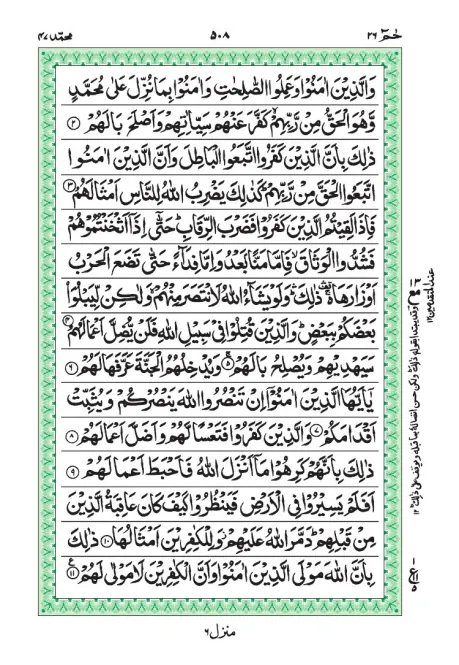 حٰمٓ ٢٦
٥٠٨
محمّد ٤٧
وَالَّذِيْنَ اٰمَنُوْا وَعَمِلُوا الصّٰلِحٰتِ وَاٰمَنُوْا بِمَا نُزِّلَ عَلٰى مُحَمَّدٍ
وَّهُوَ الْحَقُّ مِنْ رَّبِّهِمْ كَفَّرَ عَنْهُمْ سَيِّاٰتِهِمْ وَاَصْلَحَ بَالَهُمْ ۝٢
ذٰلِكَ بِاَنَّ الَّذِيْنَ كَفَرُوا اتَّبَعُوا الْبَاطِلَ وَاَنَّ الَّذِيْنَ اٰمَنُوا
اتَّبَعُوا الْحَقَّ مِنْ رَّبِّهِمْ كَذٰلِكَ يَضْرِبُ اللّٰهُ لِلنَّاسِ اَمْثَالَهُمْ ۝٣
فَاِذَا لَقِيْتُمُ الَّذِيْنَ كَفَرُوْا فَضَرْبَ الرِّقَابِ حَتّٰٓى اِذَآ اَثْخَنْتُمُوْهُمْ
فَشُدُّوا الْوَثَاقَ فَاِمَّا مَنًّۢا بَعْدُ وَاِمَّا فِدَآءً حَتّٰى تَضَعَ الْحَرْبُ
اَوْزَارَهَا ذٰلِكَ وَلَوْ يَشَآءُ اللّٰهُ لَانْتَصَرَ مِنْهُمْ وَلٰكِنْ لِّيَبْلُوَا۟
بَعْضَكُمْ بِبَعْضٍ وَالَّذِيْنَ قُتِلُوْا فِيْ سَبِيْلِ اللّٰهِ فَلَنْ يُّضِلَّ اَعْمَالَهُمْ ۝٤
سَيَهْدِيْهِمْ وَيُصْلِحُ بَالَهُمْ ۝٥ وَيُدْخِلُهُمُ الْجَنَّةَ عَرَّفَهَا لَهُمْ ۝٦
يٰٓاَيُّهَا الَّذِيْنَ اٰمَنُوْٓا اِنْ تَنْصُرُوا اللّٰهَ يَنْصُرْكُمْ وَيُثَبِّتْ
اَقْدَامَكُمْ ۝٧ وَالَّذِيْنَ كَفَرُوْا فَتَعْسًا لَّهُمْ وَاَضَلَّ اَعْمَالَهُمْ ۝٨
ذٰلِكَ بِاَنَّهُمْ كَرِهُوْا مَآ اَنْزَلَ اللّٰهُ فَاَحْبَطَ اَعْمَالَهُمْ ۝٩
اَفَلَمْ يَسِيْرُوْا فِي الْاَرْضِ فَيَنْظُرُوْا كَيْفَ كَانَ عَاقِبَةُ الَّذِيْنَ
مِنْ قَبْلِهِمْ دَمَّرَ اللّٰهُ عَلَيْهِمْ وَلِلْكٰفِرِيْنَ اَمْثَالُهَا ۝١٠ ذٰلِكَ
بِاَنَّ اللّٰهَ مَوْلَى الَّذِيْنَ اٰمَنُوْا وَاَنَّ الْكٰفِرِيْنَ لَا مَوْلٰى لَهُمْ ۝١١ ع
منزل ٦